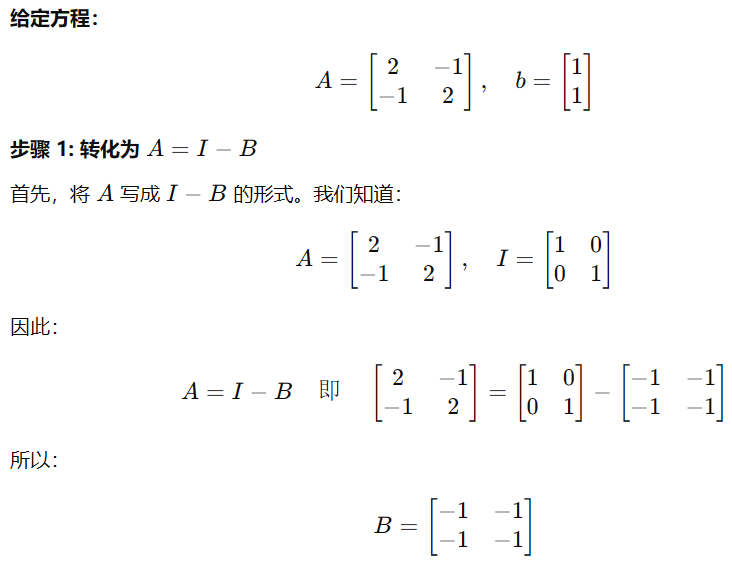 给定方程：
$A = \begin{bmatrix} 2 & -1 \\ -1 & 2 \end{bmatrix}, \quad b = \begin{bmatrix} 1 \\ 1 \end{bmatrix}$
步骤 1: 转化为 $A = I - B$
首先，将 $A$ 写成 $I - B$ 的形式。我们知道：
$A = \begin{bmatrix} 2 & -1 \\ -1 & 2 \end{bmatrix}, \quad I = \begin{bmatrix} 1 & 0 \\ 0 & 1 \end{bmatrix}$
因此：
$A = I - B \quad \text{即} \quad \begin{bmatrix} 2 & -1 \\ -1 & 2 \end{bmatrix} = \begin{bmatrix} 1 & 0 \\ 0 & 1 \end{bmatrix} - \begin{bmatrix} -1 & -1 \\ -1 & -1 \end{bmatrix}$
所以：
$B = \begin{bmatrix} -1 & -1 \\ -1 & -1 \end{bmatrix}$